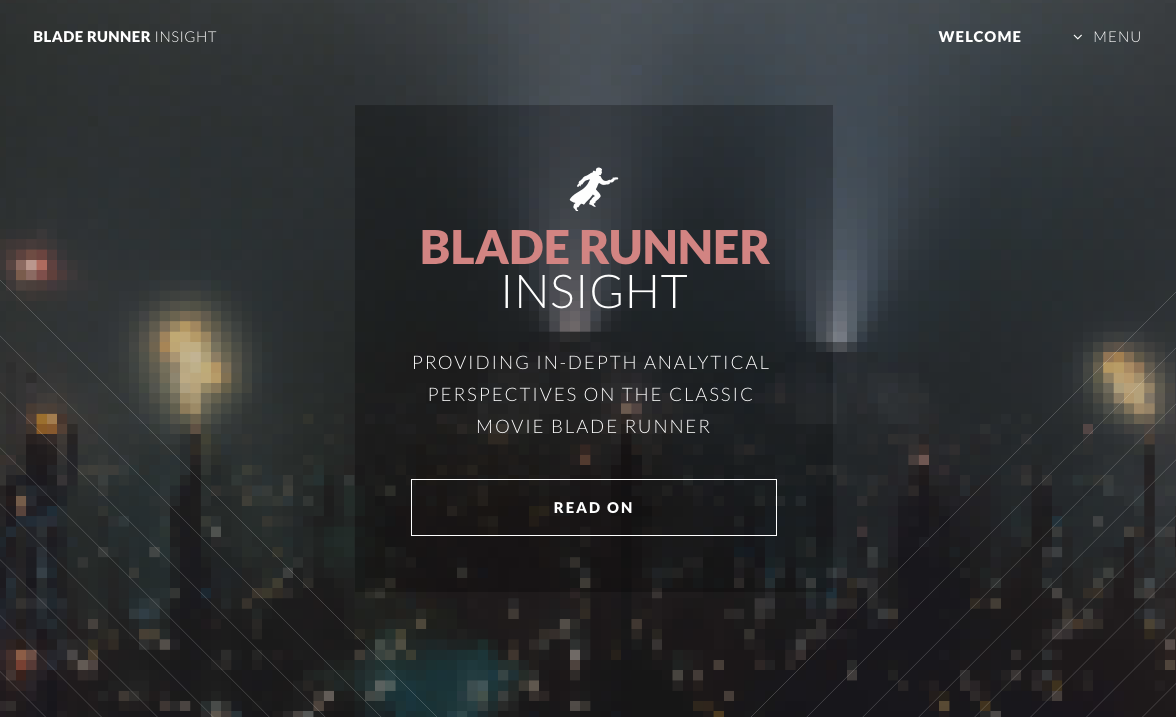 BLADE RUNNER INSIGHT
WELCOME
MENU
BLADE RUNNER
INSIGHT
PROVIDING IN-DEPTH ANALYTICAL
PERSPECTIVES ON THE CLASSIC
MOVIE BLADE RUNNER
READ ON